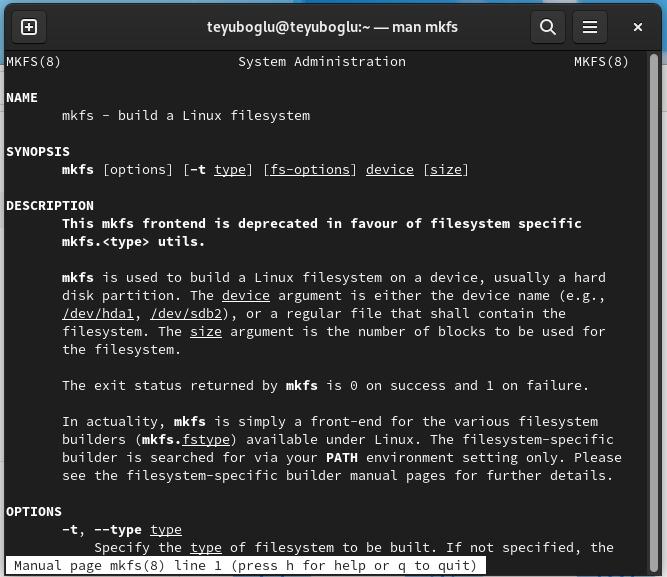 teyuboglu@teyuboglu:~ — man mkfs
MKFS(8) System Administration MKFS(8)
NAME
mkfs - build a Linux filesystem
SYNOPSIS
mkfs [options] [-t type] [fs-options] device [size]
DESCRIPTION
This mkfs frontend is deprecated in favour of filesystem specific
mkfs.<type> utils.
mkfs is used to build a Linux filesystem on a device, usually a hard
disk partition. The device argument is either the device name (e.g.,
/dev/hda1, /dev/sdb2), or a regular file that shall contain the
filesystem. The size argument is the number of blocks to be used for
the filesystem.
The exit status returned by mkfs is 0 on success and 1 on failure.
In actuality, mkfs is simply a front-end for the various filesystem
builders (mkfs.fstype) available under Linux. The filesystem-specific
builder is searched for via your PATH environment setting only. Please
see the filesystem-specific builder manual pages for further details.
OPTIONS
-t, --type type
Specify the type of filesystem to be built. If not specified, the
Manual page mkfs(8) line 1 (press h for help or q to quit)